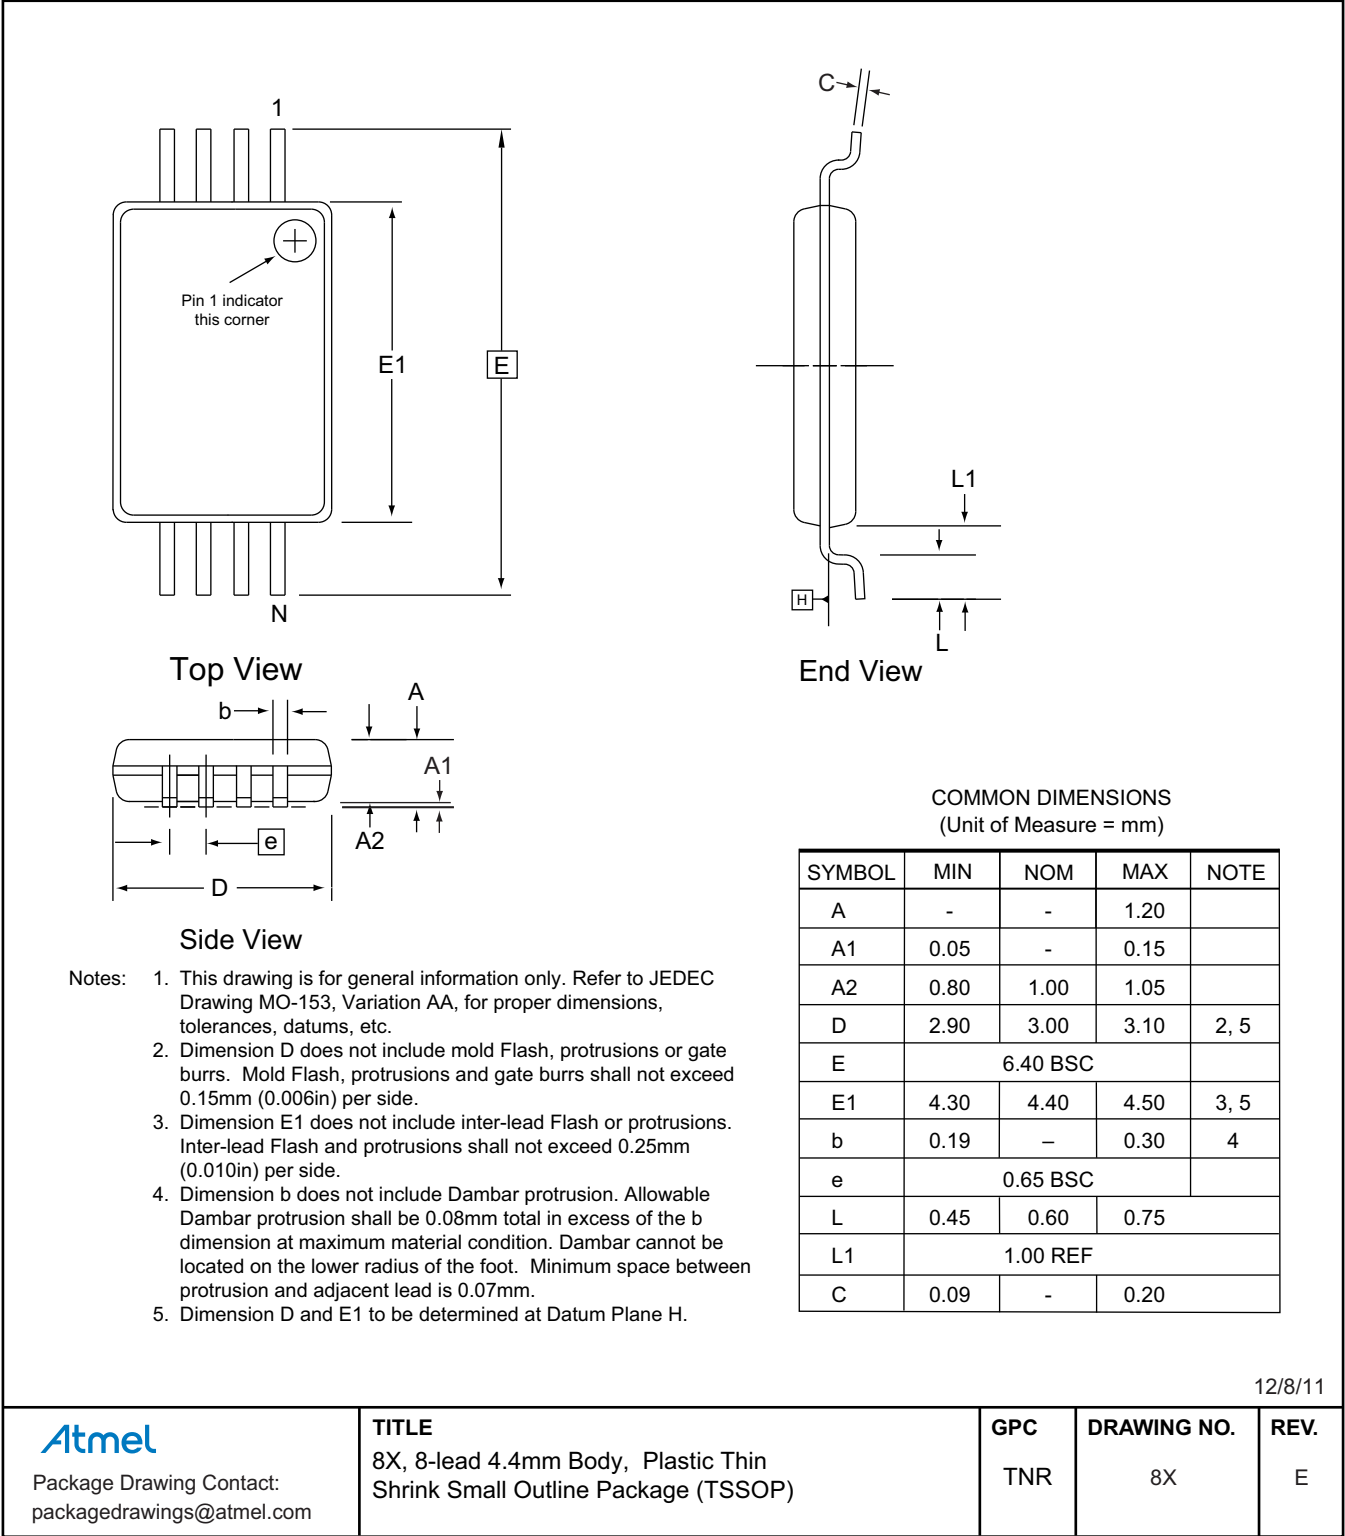 1
C
Pin 1 indicator
this corner
E1
E
L1
H
N
L
Top View
End View
A
b
A1
A2
e
D
Side View
COMMON DIMENSIONS
(Unit of Measure = mm)
SYMBOL MIN NOM MAX NOTE
A - - 1.20
A1 0.05 - 0.15
A2 0.80 1.00 1.05
D 2.90 3.00 3.10 2, 5
E 6.40 BSC
E1 4.30 4.40 4.50 3, 5
b 0.19 – 0.30 4
e 0.65 BSC
L 0.45 0.60 0.75
L1 1.00 REF
C 0.09 - 0.20
Notes: 1. This drawing is for general information only. Refer to JEDEC
Drawing MO-153, Variation AA, for proper dimensions,
tolerances, datums, etc.
2. Dimension D does not include mold Flash, protrusions or gate
burrs. Mold Flash, protrusions and gate burrs shall not exceed
0.15mm (0.006in) per side.
3. Dimension E1 does not include inter-lead Flash or protrusions.
Inter-lead Flash and protrusions shall not exceed 0.25mm
(0.010in) per side.
4. Dimension b does not include Dambar protrusion. Allowable
Dambar protrusion shall be 0.08mm total in excess of the b
dimension at maximum material condition. Dambar cannot be
located on the lower radius of the foot. Minimum space between
protrusion and adjacent lead is 0.07mm.
5. Dimension D and E1 to be determined at Datum Plane H.
12/8/11
Atmel
Package Drawing Contact:
packagedrawings@atmel.com
TITLE
8X, 8-lead 4.4mm Body, Plastic Thin
Shrink Small Outline Package (TSSOP)
GPC
TNR
DRAWING NO.
8X
REV.
E